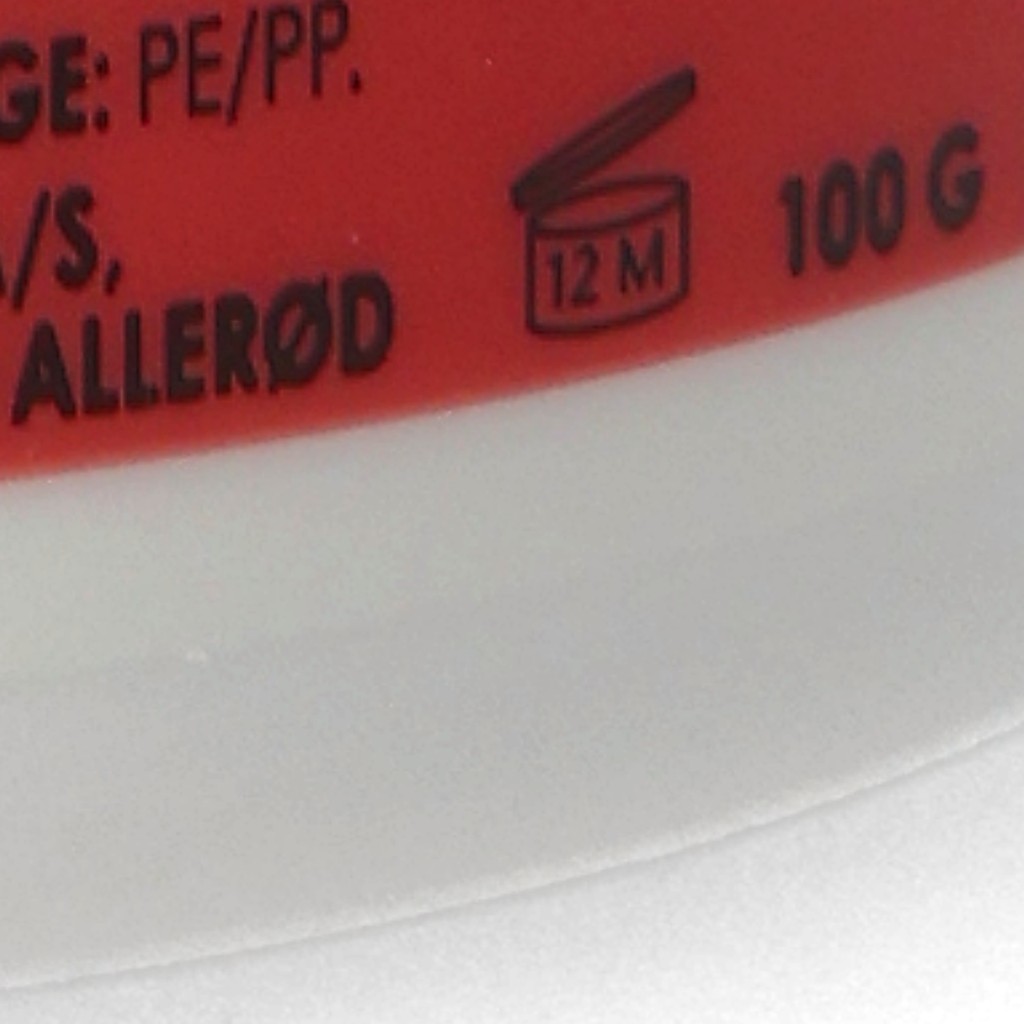 GE: PE/PP.
/S,
ALLERØD
12 M
100 G